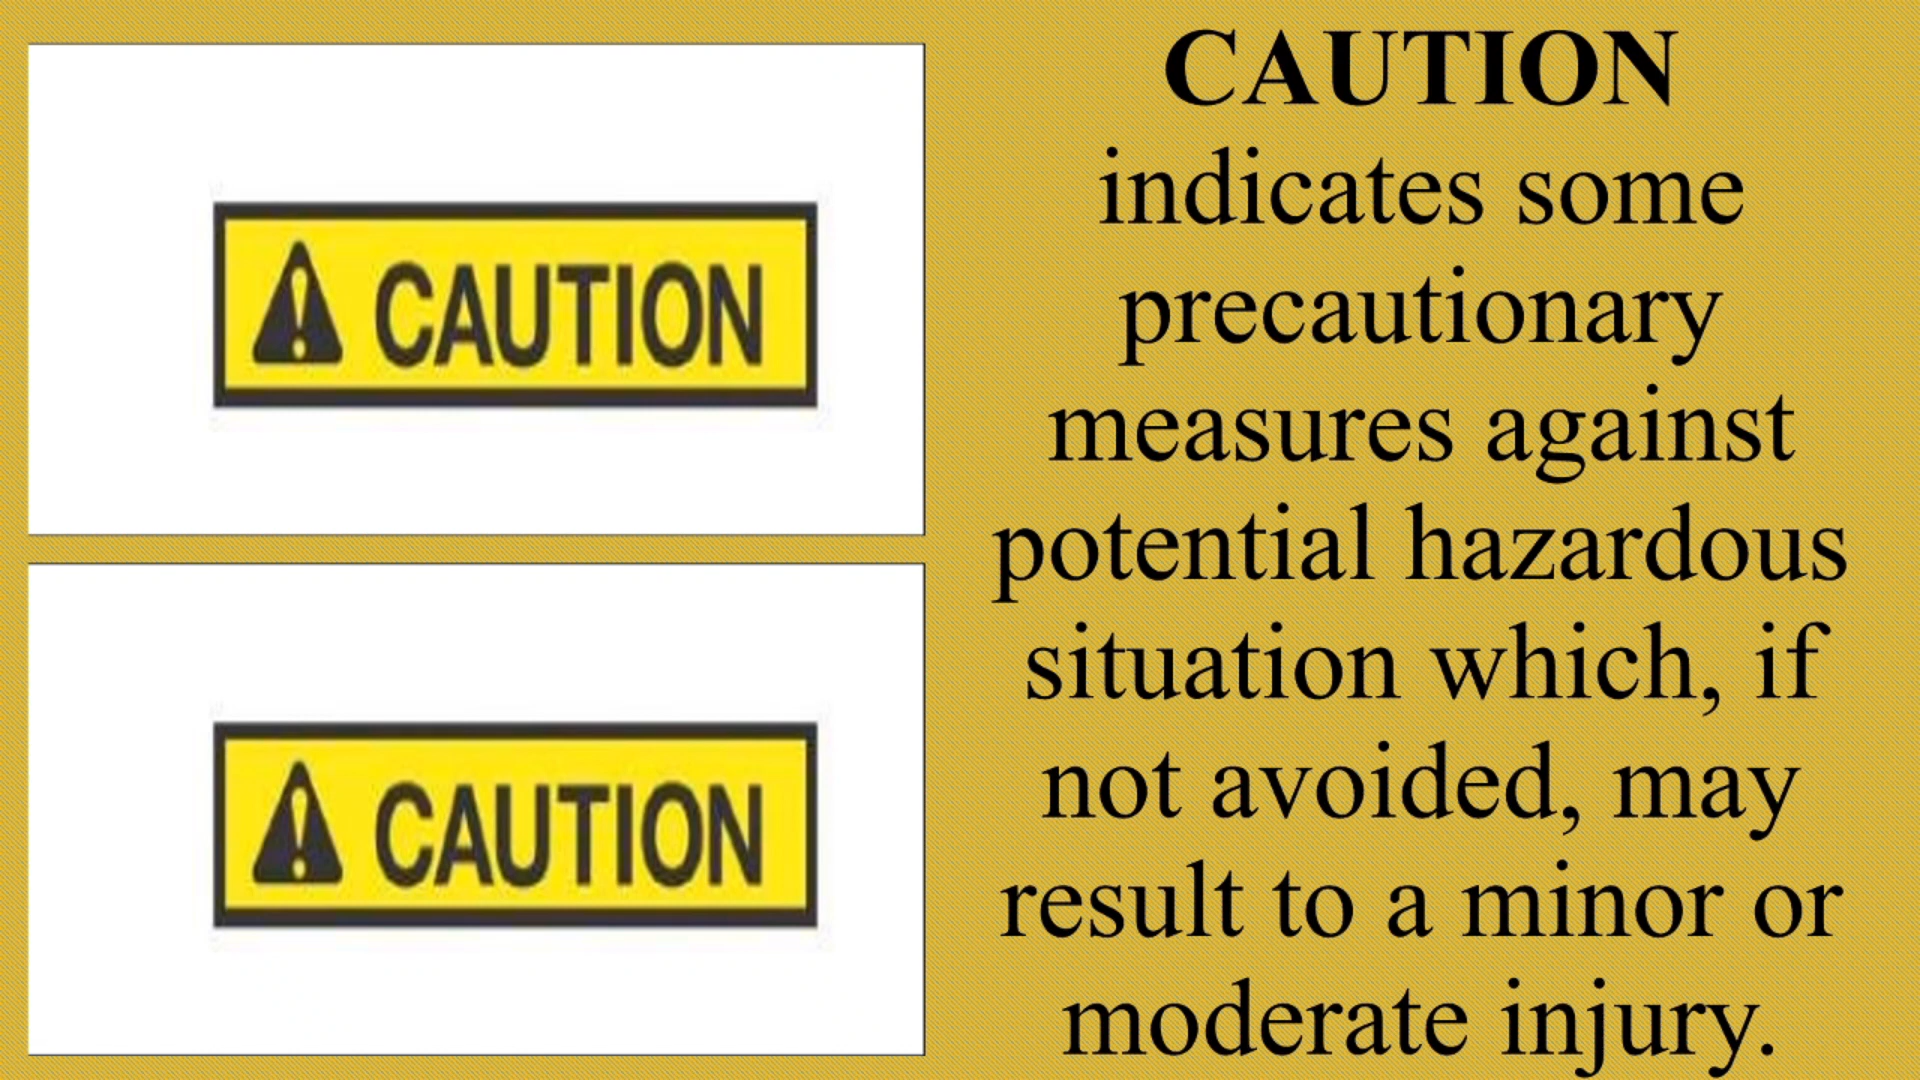 CAUTION
CAUTION
CAUTION
indicates some
precautionary
measures against
potential hazardous
situation which, if
not avoided, may
result to a minor or
moderate injury.